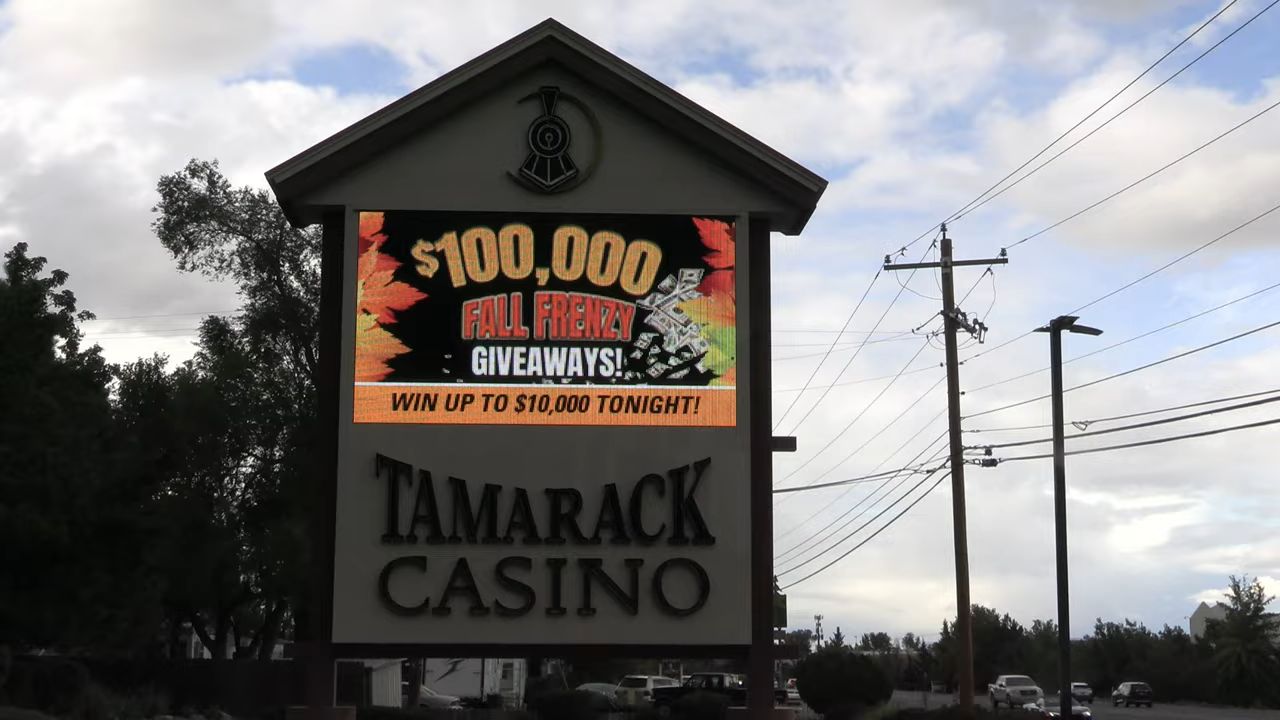 $100,000
FALL FRENZY
GIVEAWAYS!
WIN UP TO $10,000 TONIGHT!
TAMARACK
CASINO